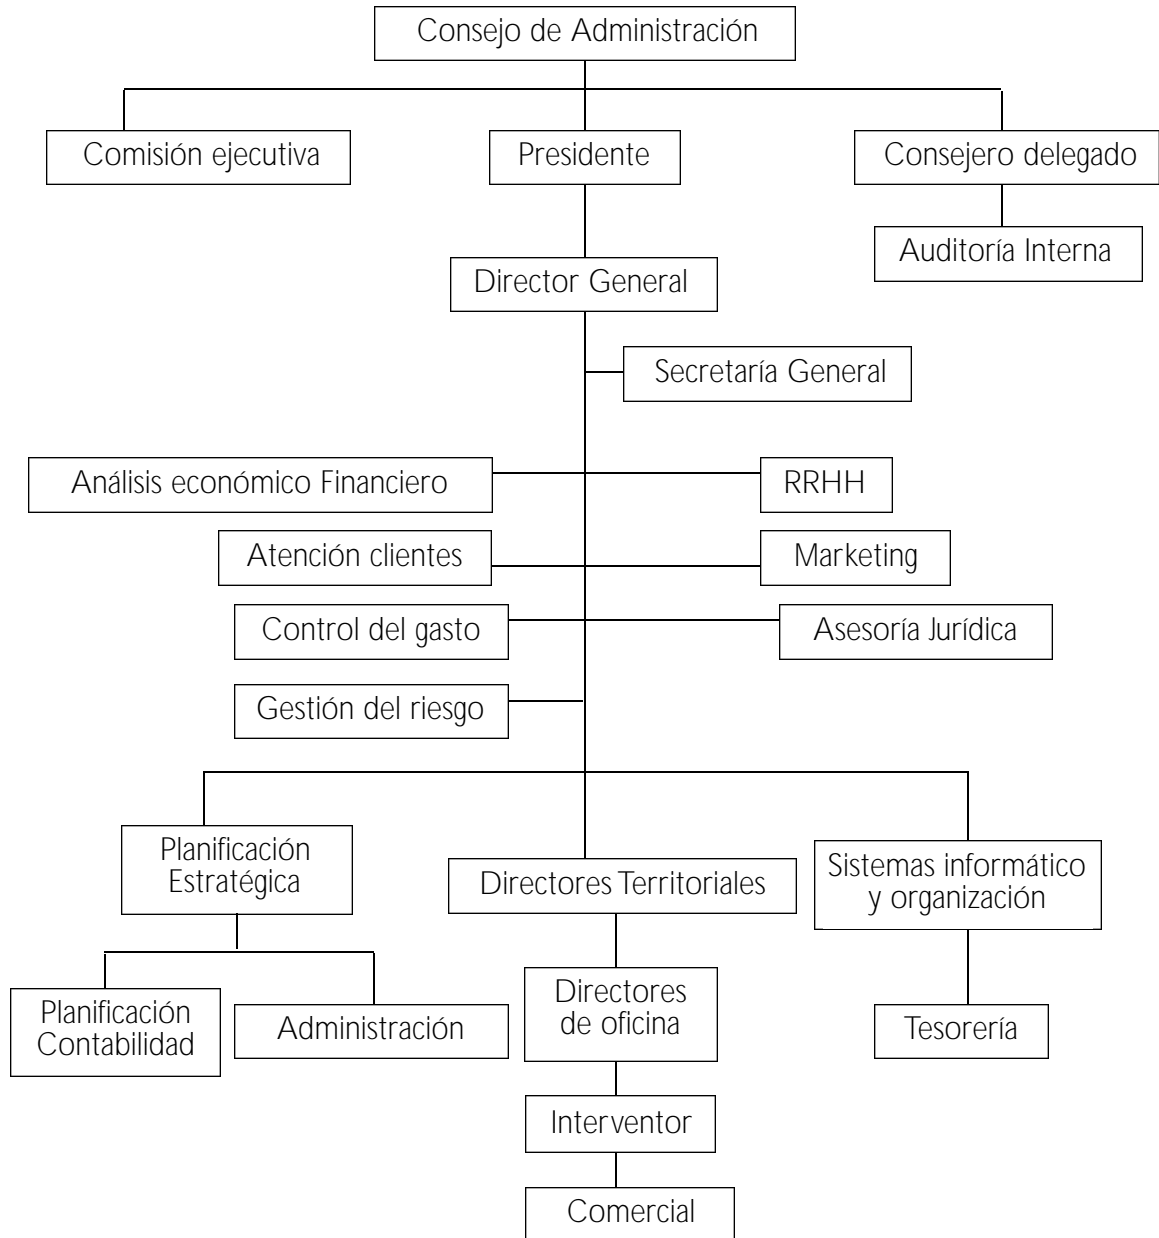 Consejo de Administración
Comisión ejecutiva
Presidente
Consejero delegado
Auditoría Interna
Director General
Secretaría General
Análisis económico Financiero
RRHH
Atención clientes
Marketing
Control del gasto
Asesoría Jurídica
Gestión del riesgo
Planificación
Estratégica
Directores Territoriales
Sistemas informático
y organización
Planificación
Contabilidad
Administración
Directores
de oficina
Tesorería
Interventor
Comercial